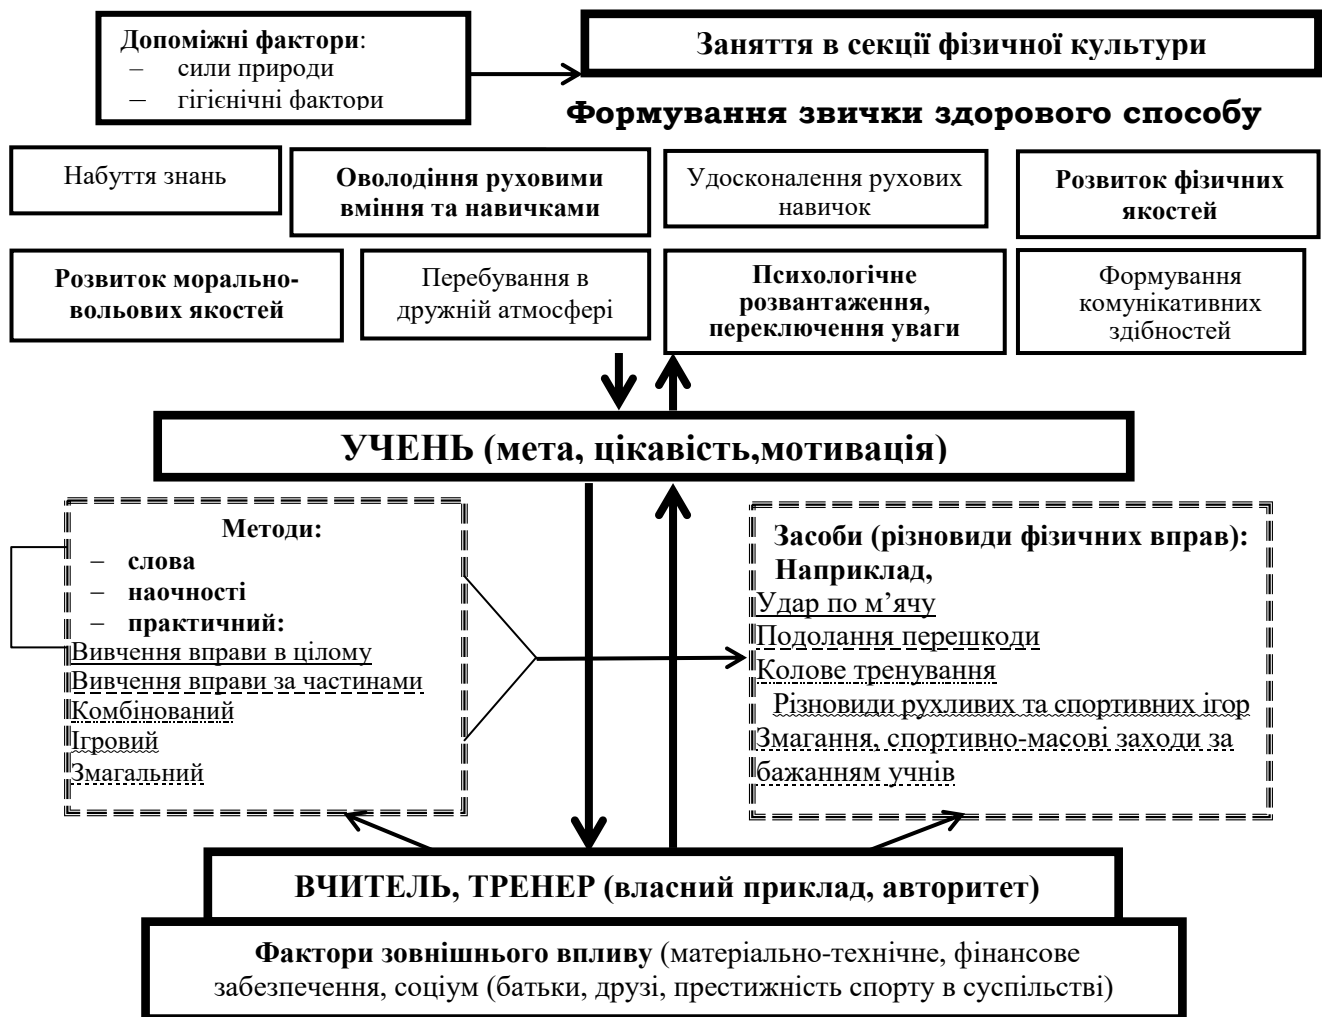 Допоміжні фактори:
– сили природи
– гігієнічні фактори
Заняття в секції фізичної культури
Формування звички здорового способу
Набуття знань
Оволодіння руховими
вміння та навичками
Удосконалення рухових
навичок
Розвиток фізичних
якостей
Розвиток морально-
вольових якостей
Перебування в
дружній атмосфері
Психологічне
розвантаження,
переключення уваги
Формування
комунікативних
здібностей
УЧЕНЬ (мета, цікавість,мотивація)
Методи:
– слова
– наочності
– практичний:
Вивчення вправи в цілому
Вивчення вправи за частинами
Комбінований
Ігровий
Змагальний
Засоби (різновиди фізичних вправ):
Наприклад,
Удар по м’ячу
Подолання перешкоди
Колове тренування
Різновиди рухливих та спортивних ігор
Змагання, спортивно-масові заходи за
бажанням учнів
ВЧИТЕЛЬ, ТРЕНЕР (власний приклад, авторитет)
Фактори зовнішнього впливу (матеріально-технічне, фінансове
забезпечення, соціум (батьки, друзі, престижність спорту в суспільстві)